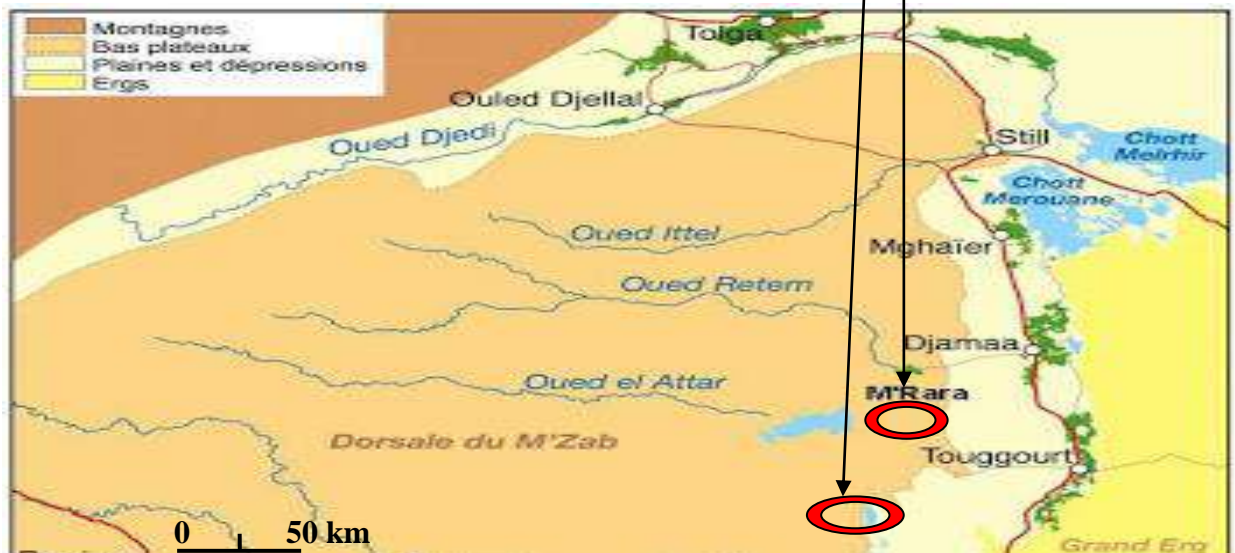 Montagnes
Bas plateaux
Plaines et dépressions
Ergs
Tolga
Ouled Djellal
Oued Djedi
Still
Chott
Melrhir
Chott
Merouane
Oued Ittel
Mghaïer
Oued Retem
Djamaa
Oued el Attar
M'Rara
Dorsale du M'Zab
Touggourt
0 50 km
Grand Erg